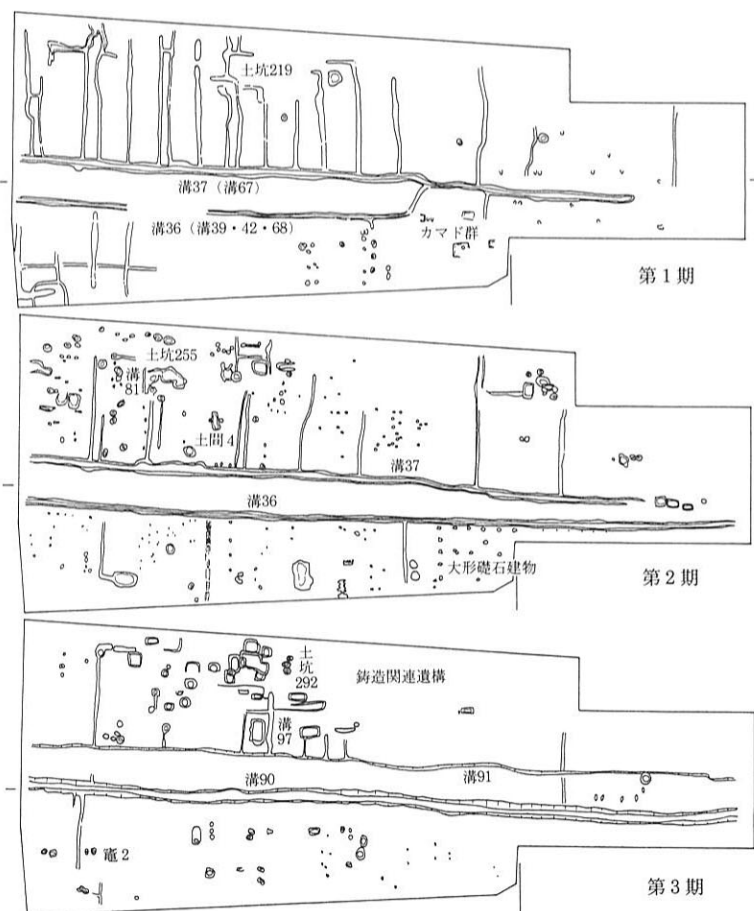 土坑219
溝37（溝67）
溝36（溝39・42・68）
カマド群
第1期
土坑255
溝
81
土間4
溝37
溝36
大形礎石建物
第2期
土
坑
292
鋳造関連遺構
溝
97
溝90
溝91
竈2
第3期